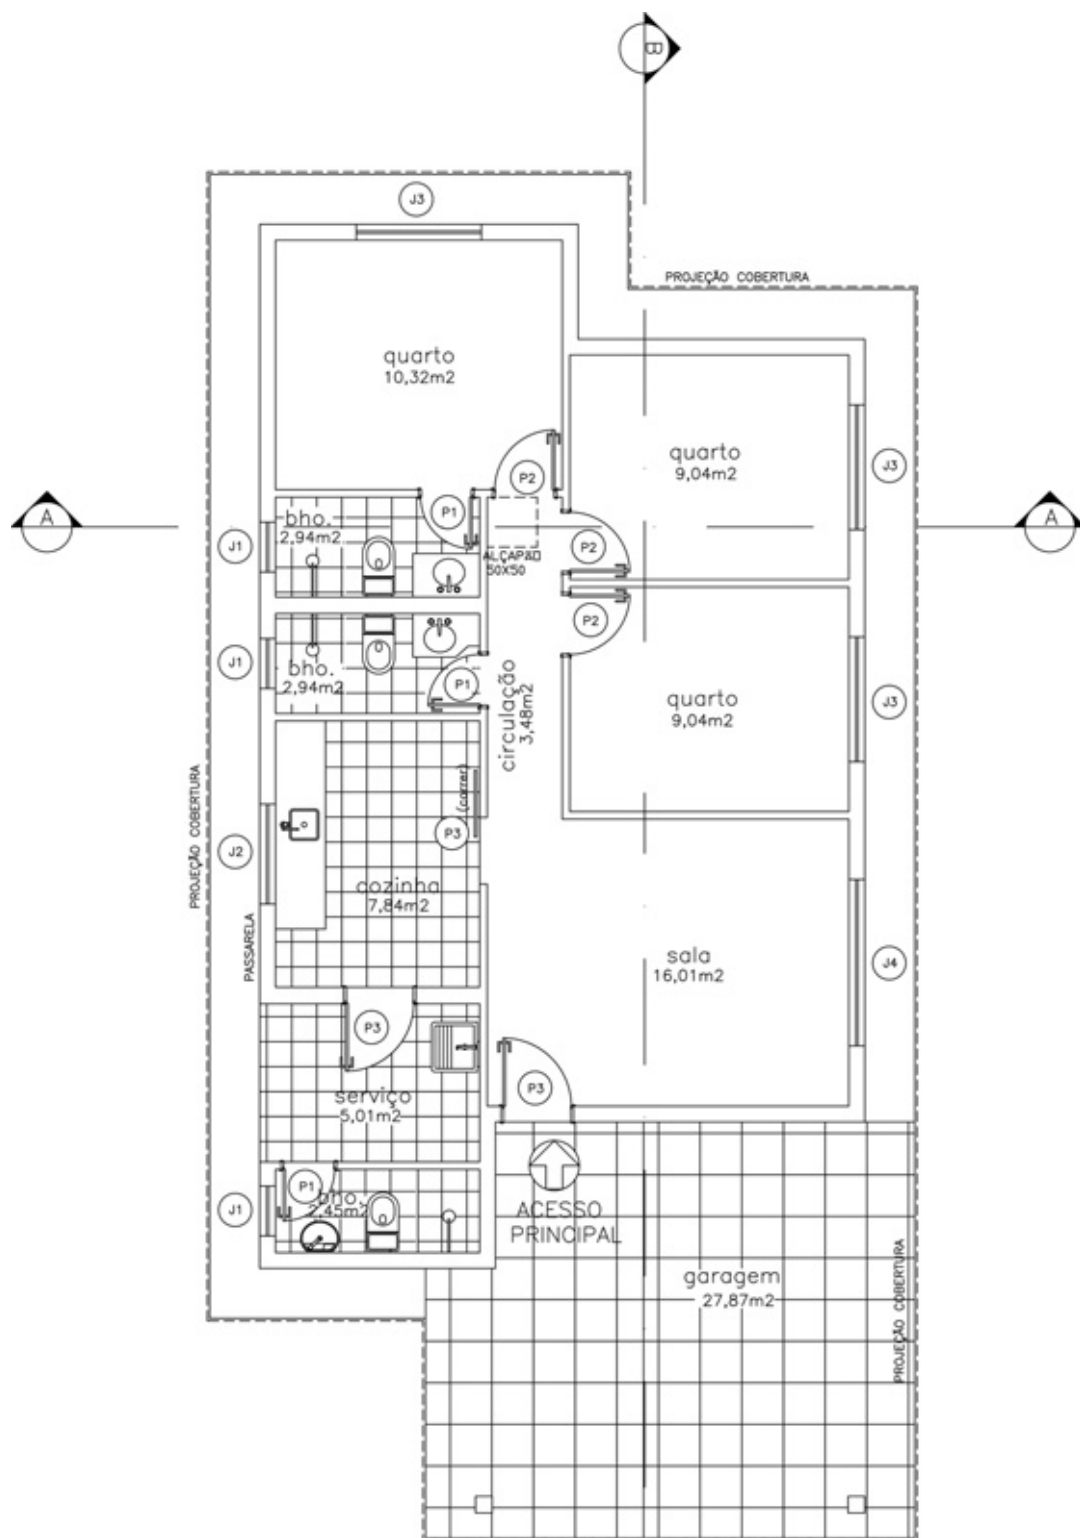 B
J3
PROJEÇÃO COBERTURA
quarto
10,32m2
quarto
9,04m2
J3
P2
A
A
bho.
2,94m2
P1
J1
ALÇAPÃO
50X50
P2
P2
bho.
2,94m2
J1
P1
circulação
3,48m2
quarto
9,04m2
J3
PROJEÇÃO COBERTURA
(correr)
P3
J2
cozinha
7,84m2
PASSARELA
sala
16,01m2
J4
P3
serviço
5,01m2
P3
P1
bho.
2,45m2
J1
ACESSO
PRINCIPAL
garagem
27,87m2
PROJEÇÃO COBERTURA